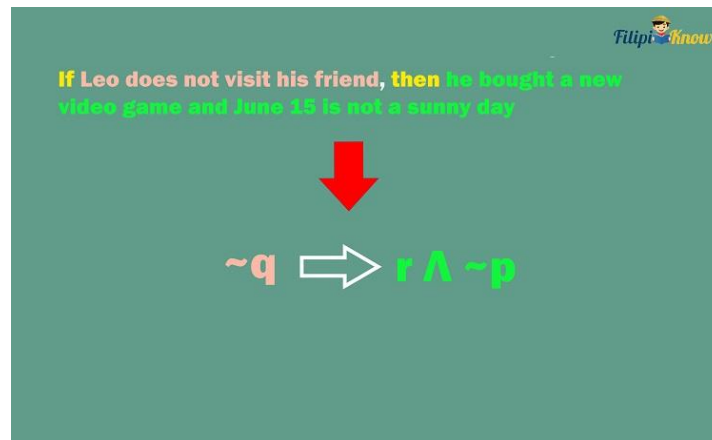 FilipiKnow
If Leo does not visit his friend, then he bought a new
video game and June 15 is not a sunny day
~q ⇒ r Λ ~p